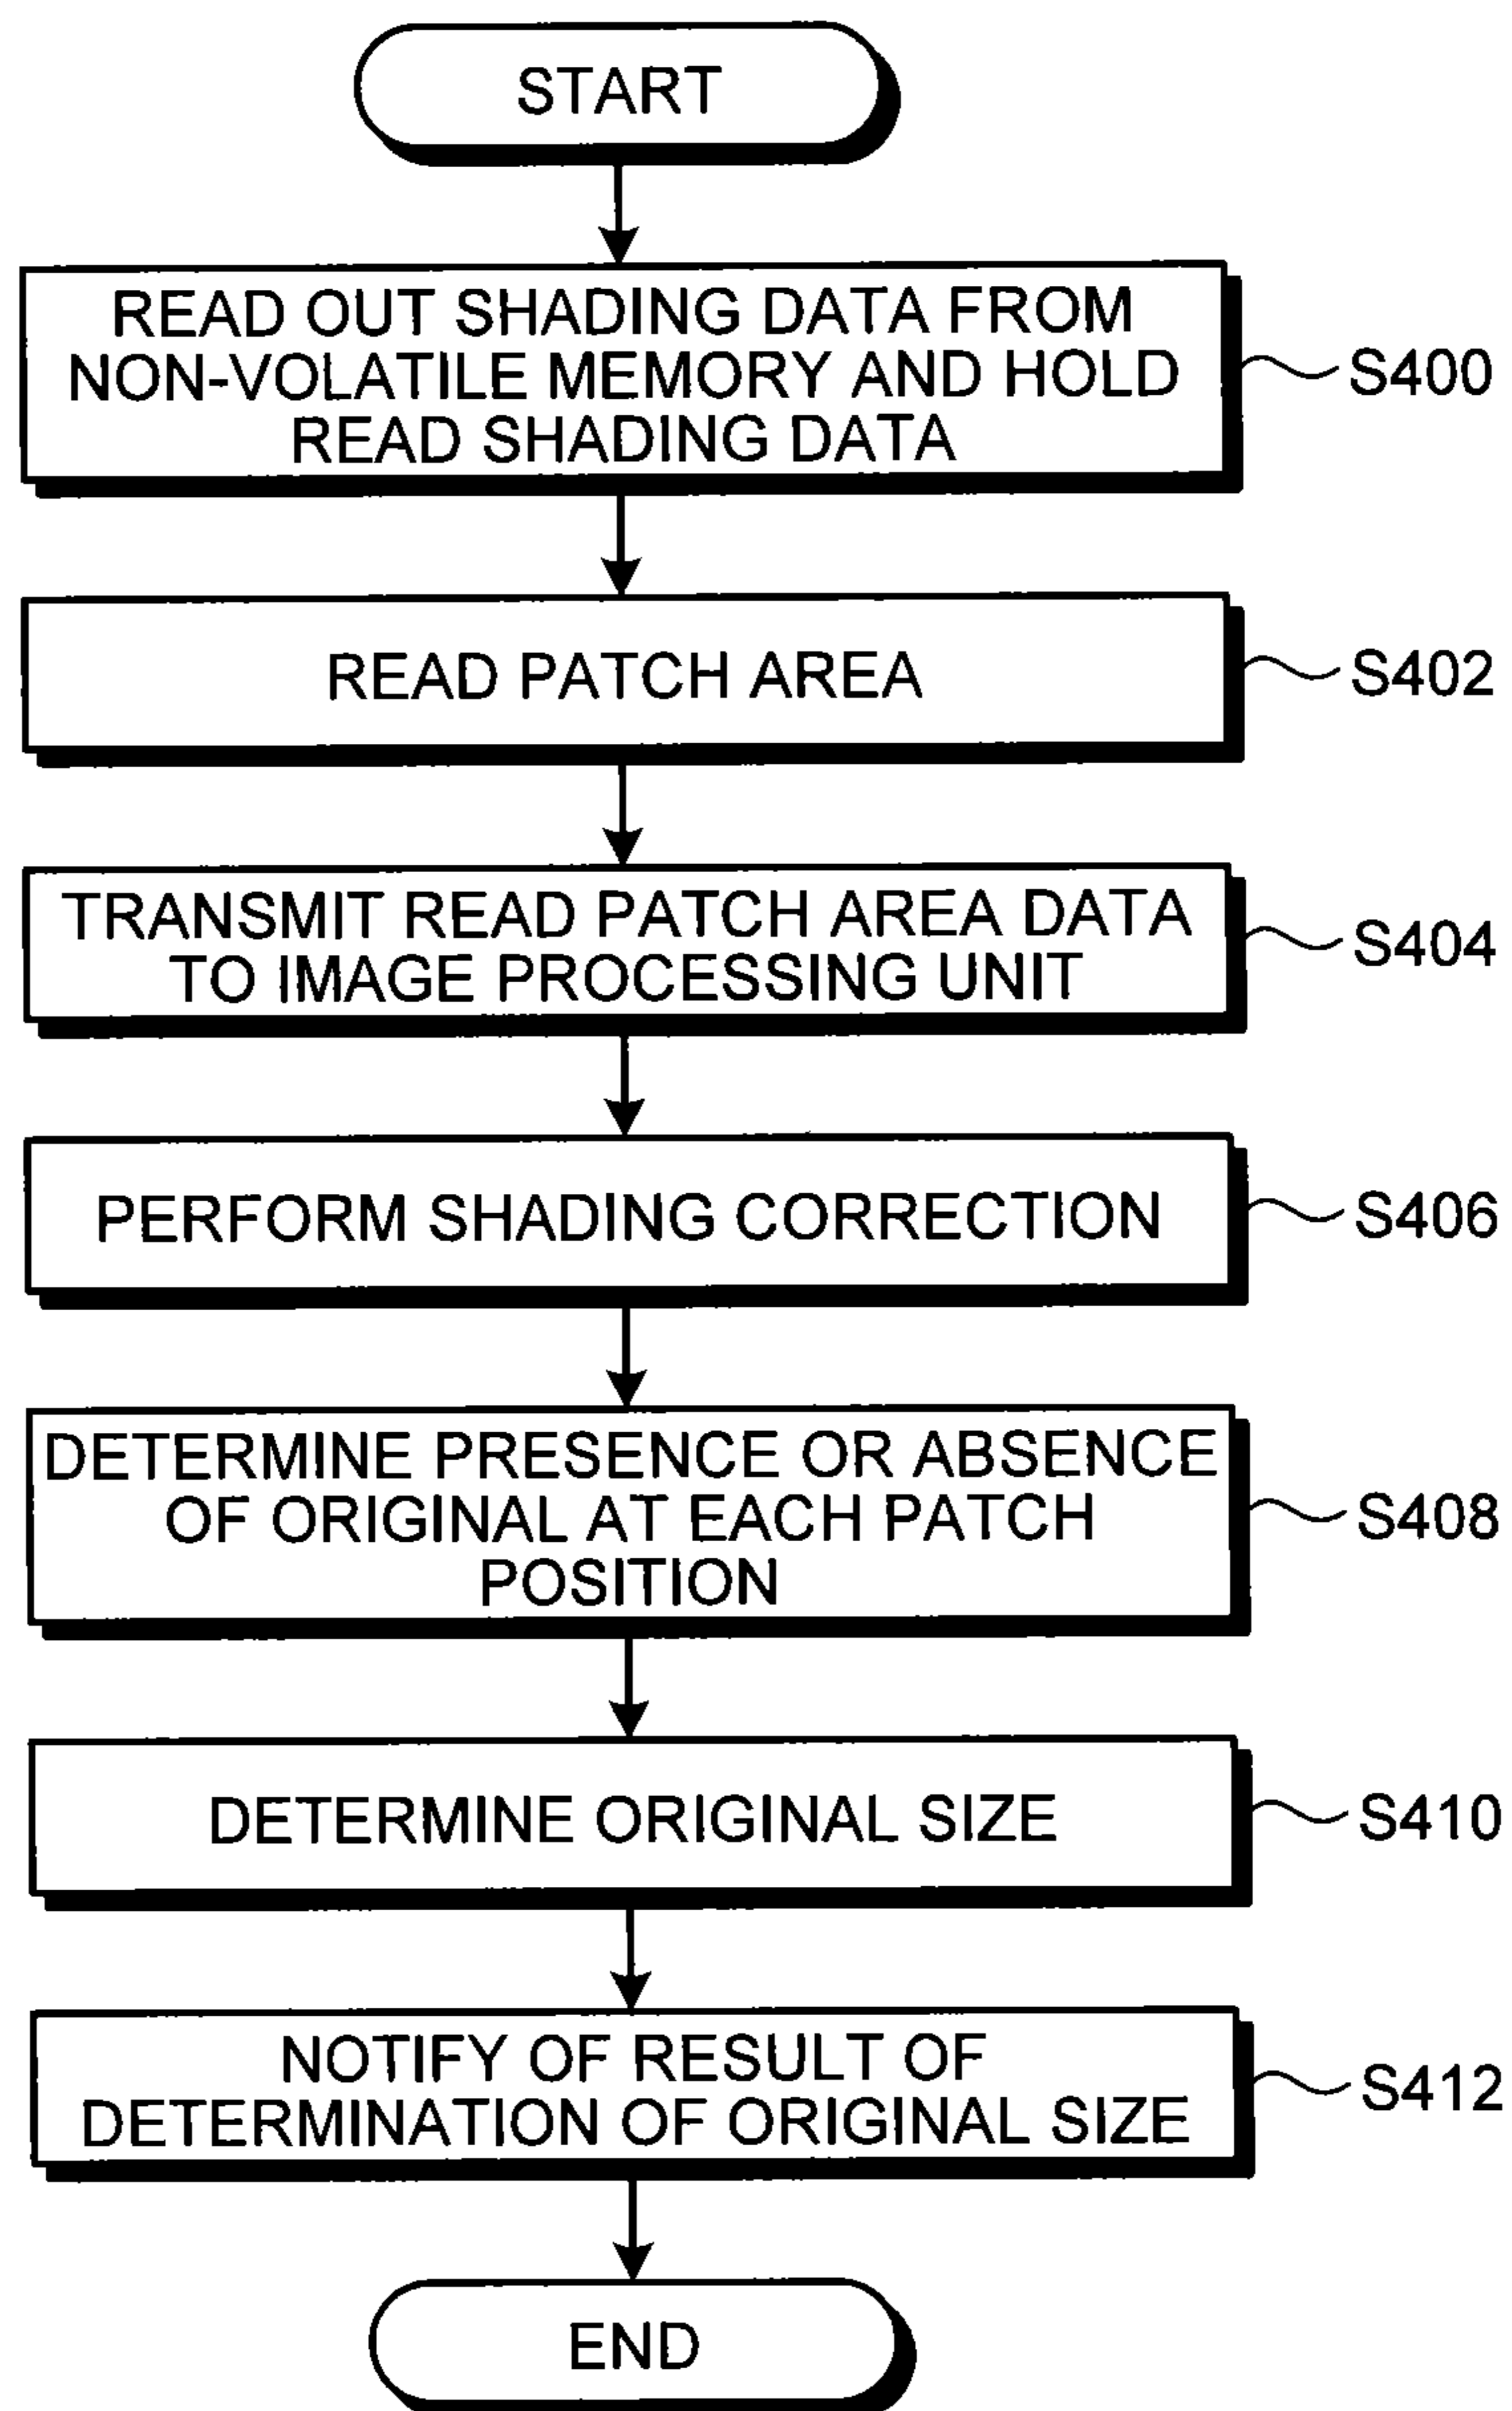 START
READ OUT SHADING DATA FROM
NON-VOLATILE MEMORY AND HOLD
READ SHADING DATA
S400
READ PATCH AREA
S402
TRANSMIT READ PATCH AREA DATA
TO IMAGE PROCESSING UNIT
S404
PERFORM SHADING CORRECTION
S406
DETERMINE PRESENCE OR ABSENCE
OF ORIGINAL AT EACH PATCH
POSITION
S408
DETERMINE ORIGINAL SIZE
S410
NOTIFY OF RESULT OF
DETERMINATION OF ORIGINAL SIZE
S412
END